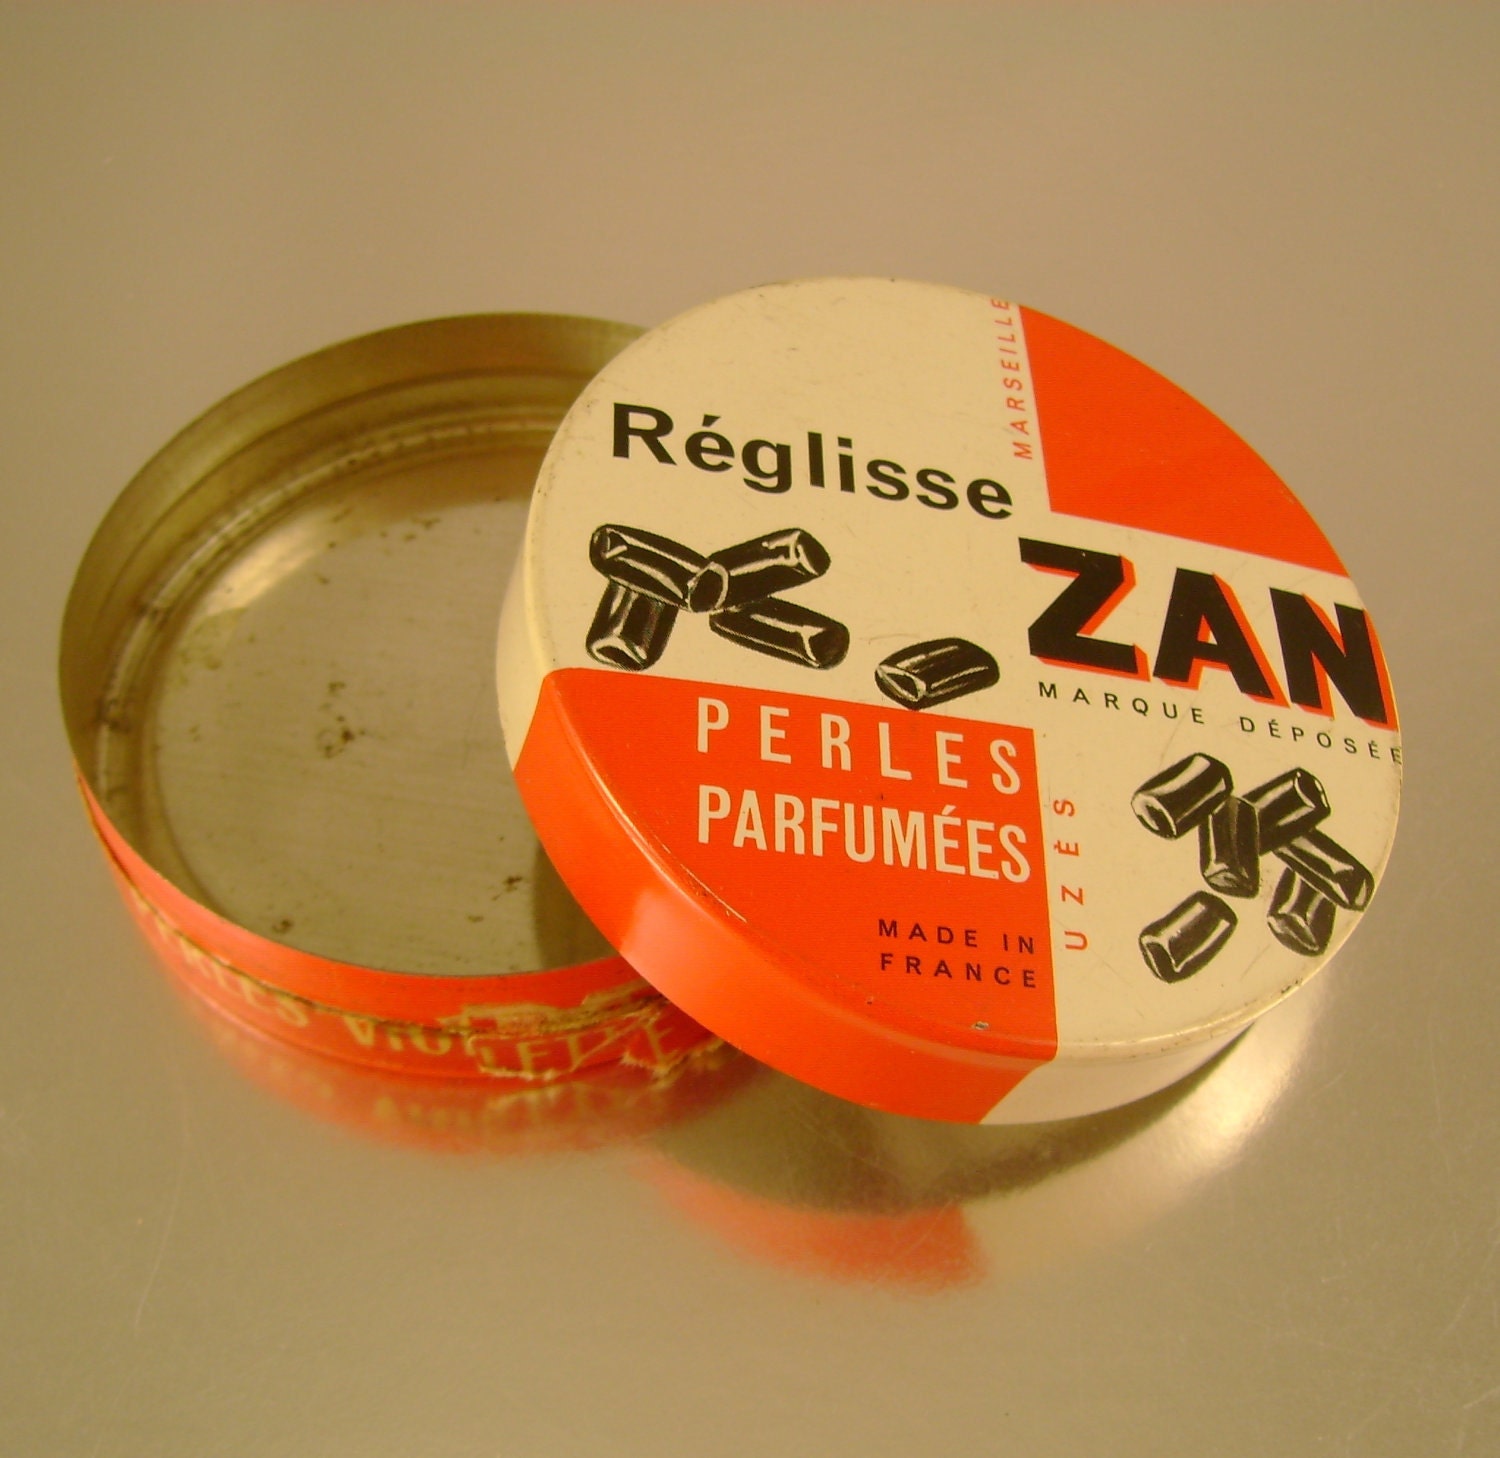 MARSEILLE
Réglisse
ZAN
MARQUE DÉPOSÉE
PERLES
PARFUMÉES
UZÈS
MADE IN
FRANCE